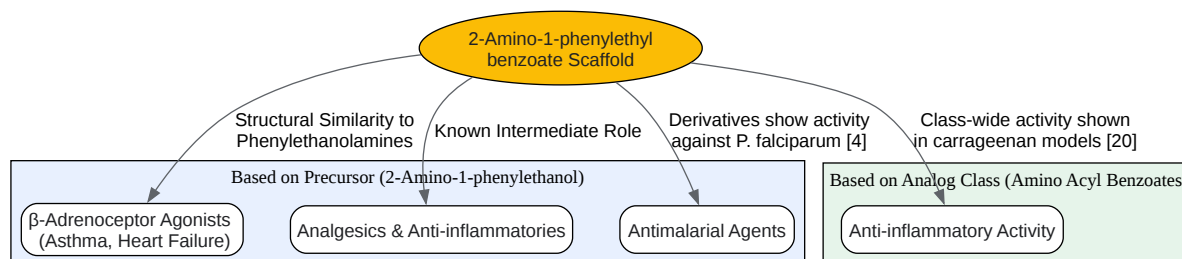 2-Amino-1-phenylethyl
benzoate Scaffold
Structural Similarity to
Phenylethanolamines
Known Intermediate Role
Derivatives show activity
against P. falciparum [4]
Class-wide activity shown
in carrageenan models [20]
Based on Precursor (2-Amino-1-phenylethanol)
Based on Analog Class (Amino Acyl Benzoates
β-Adrenoceptor Agonists
(Asthma, Heart Failure)
Analgesics & Anti-inflammatories
Antimalarial Agents
Anti-inflammatory Activity